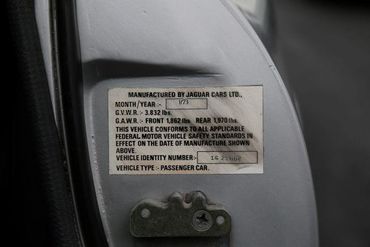 MANUFACTURED BY JAGUAR CARS LTD.,
MONTH/YEAR:- 1/73
G.V.W.R:- 3,832 lbs.
G.A.W.R:- FRONT 1,862 lbs REAR 1,970 lbs
THIS VEHICLE CONFORMS TO ALL APPLICABLE
FEDERAL MOTOR VEHICLE SAFETY STANDARDS IN
EFFECT ON THE DATE OF MANUFACTURE SHOWN
ABOVE.
VEHICLE IDENTITY NUMBER:-
VEHICLE TYPE:- PASSENGER CAR.